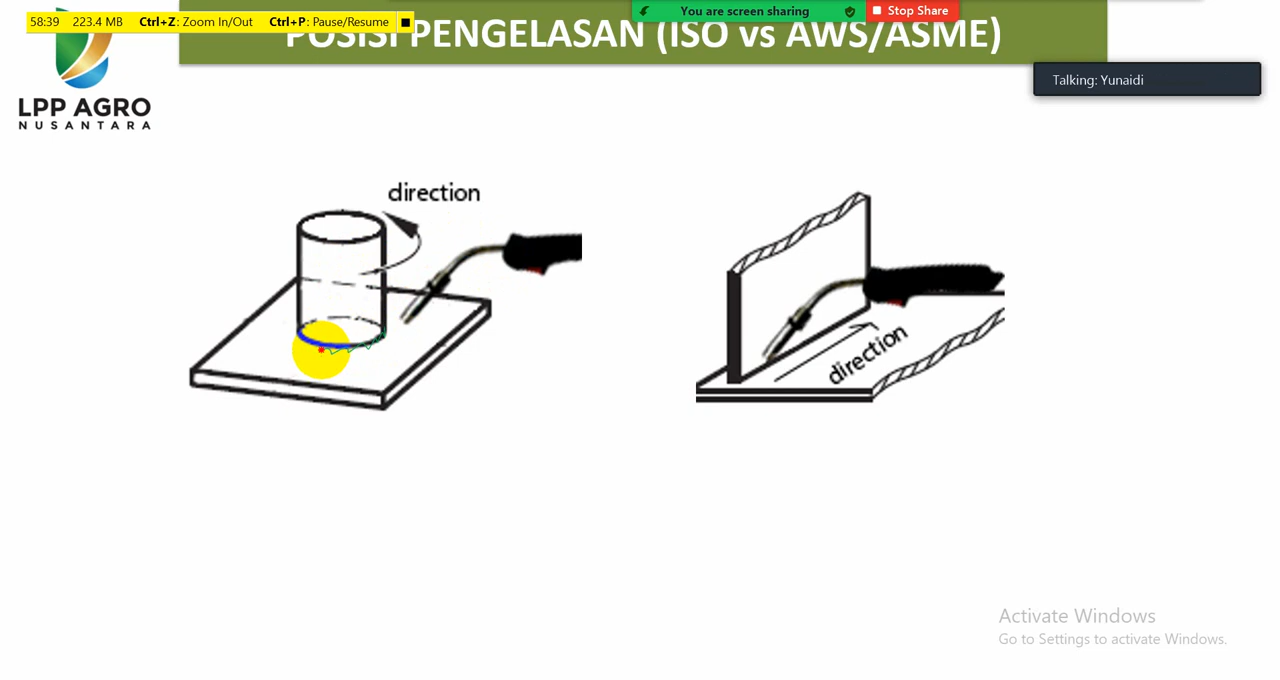 58:39 223.4 MB Ctrl+Z: Zoom In/Out Ctrl+P: Pause/Resume
You are screen sharing
Stop Share
POSISI PENGELASAN (ISO vs AWS/ASME)
Talking: Yunaidi
LPP AGRO
NUSANTARA
direction
direction
Activate Windows
Go to Settings to activate Windows.